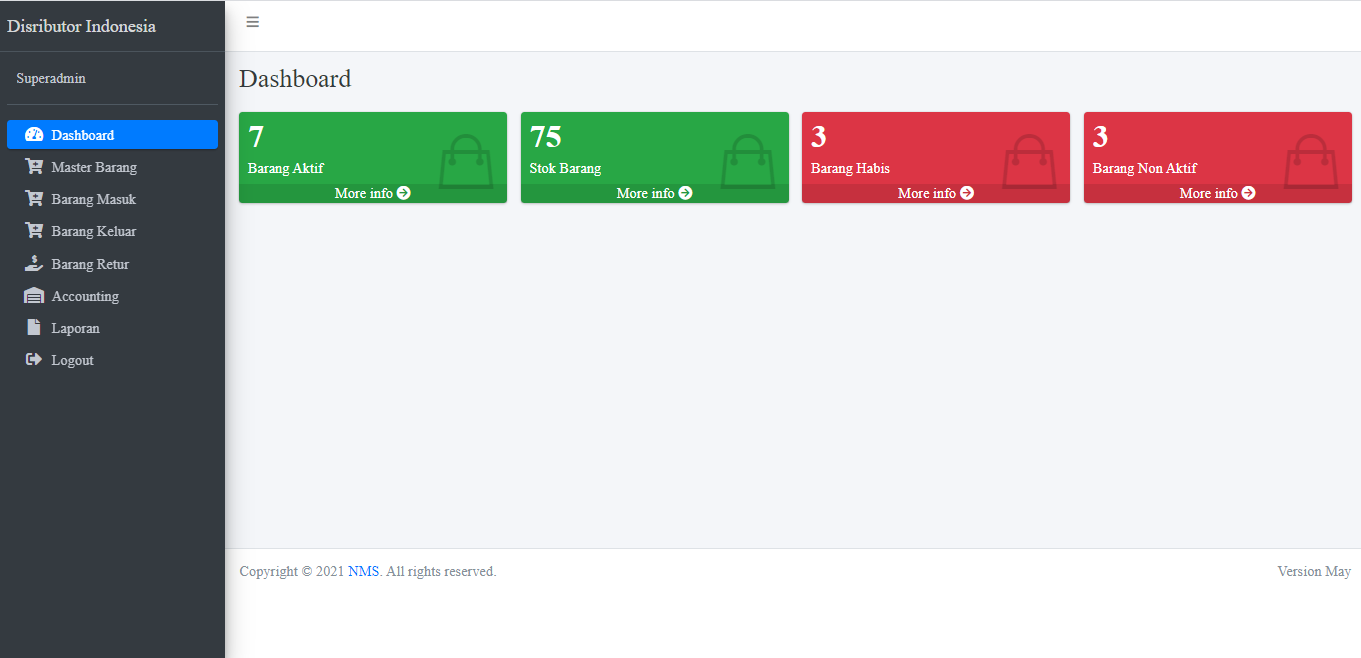 Disributor Indonesia
Superadmin
Dashboard
Master Barang
Barang Masuk
Barang Keluar
Barang Retur
Accounting
Laporan
Logout
Dashboard
7
Barang Aktif
More info
75
Stok Barang
More info
3
Barang Habis
More info
3
Barang Non Aktif
More info
Copyright © 2021 NMS. All rights reserved.
Version May